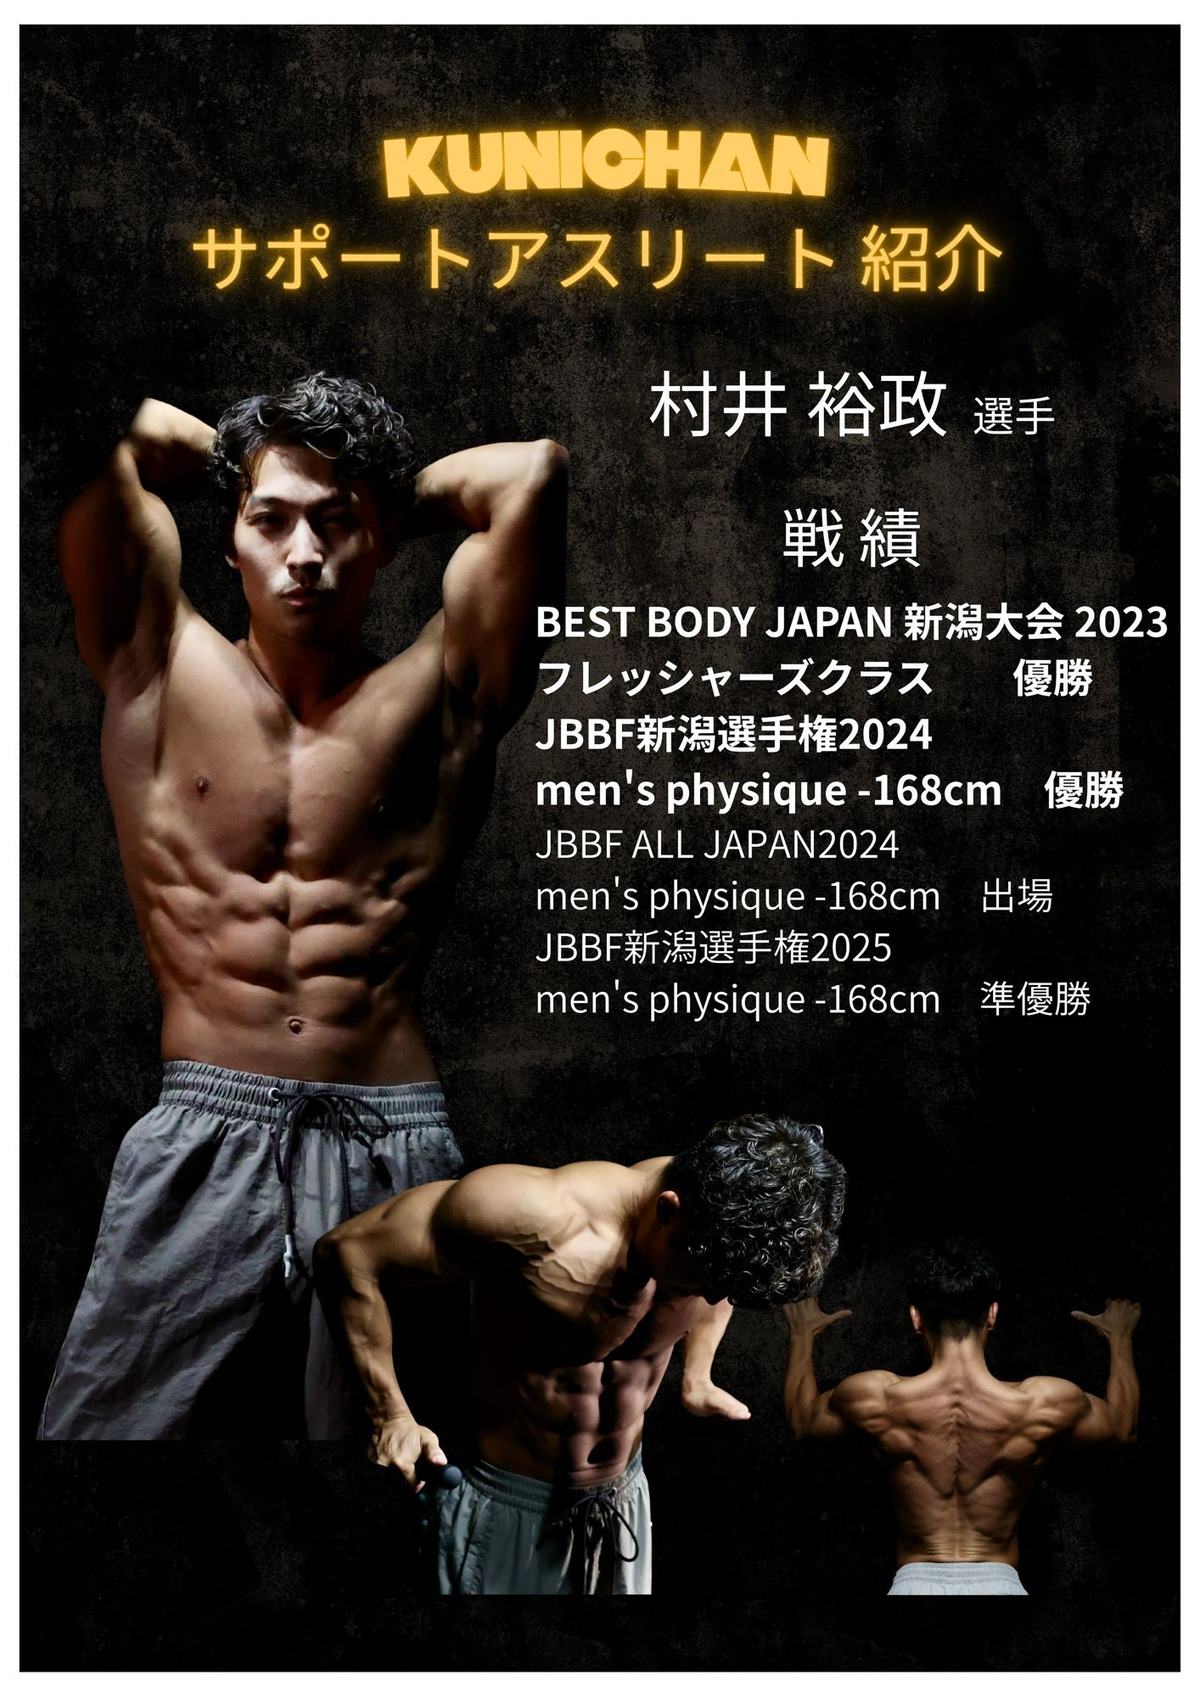 KUNICHAN
サポートアスリート 紹介
村井 裕政 選手
戦 績
BEST BODY JAPAN 新潟大会 2023
フレッシャーズクラス　　優勝
JBBF新潟選手権2024
men's physique -168cm　優勝
JBBF ALL JAPAN2024
men's physique -168cm　出場
JBBF新潟選手権2025
men's physique -168cm　準優勝